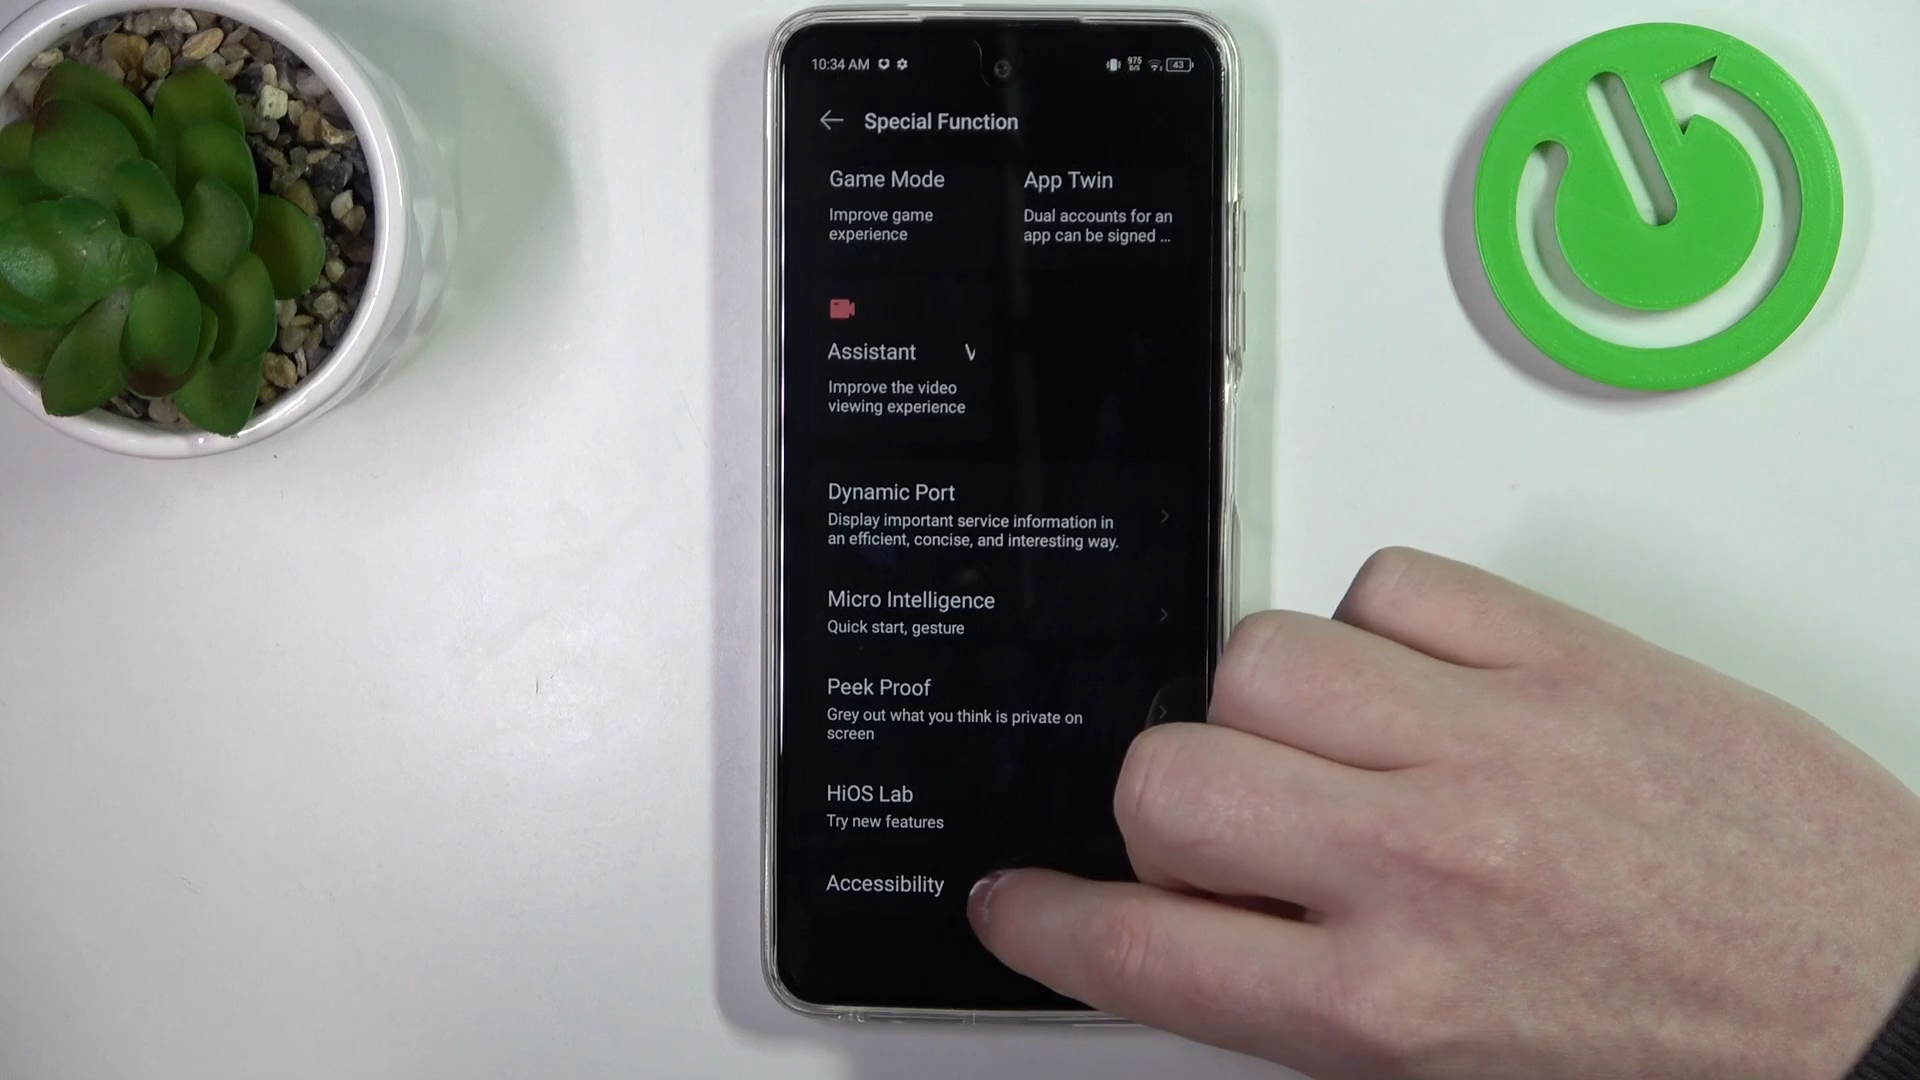 10:34 AM
975
B/S
43
Special Function
Game Mode
Improve game
experience
App Twin
Dual accounts for an
app can be signed ...
Assistant V
Improve the video
viewing experience
Dynamic Port
Display important service information in
an efficient, concise, and interesting way.
Micro Intelligence
Quick start, gesture
Peek Proof
Grey out what you think is private on
screen
HiOS Lab
Try new features
Accessibility